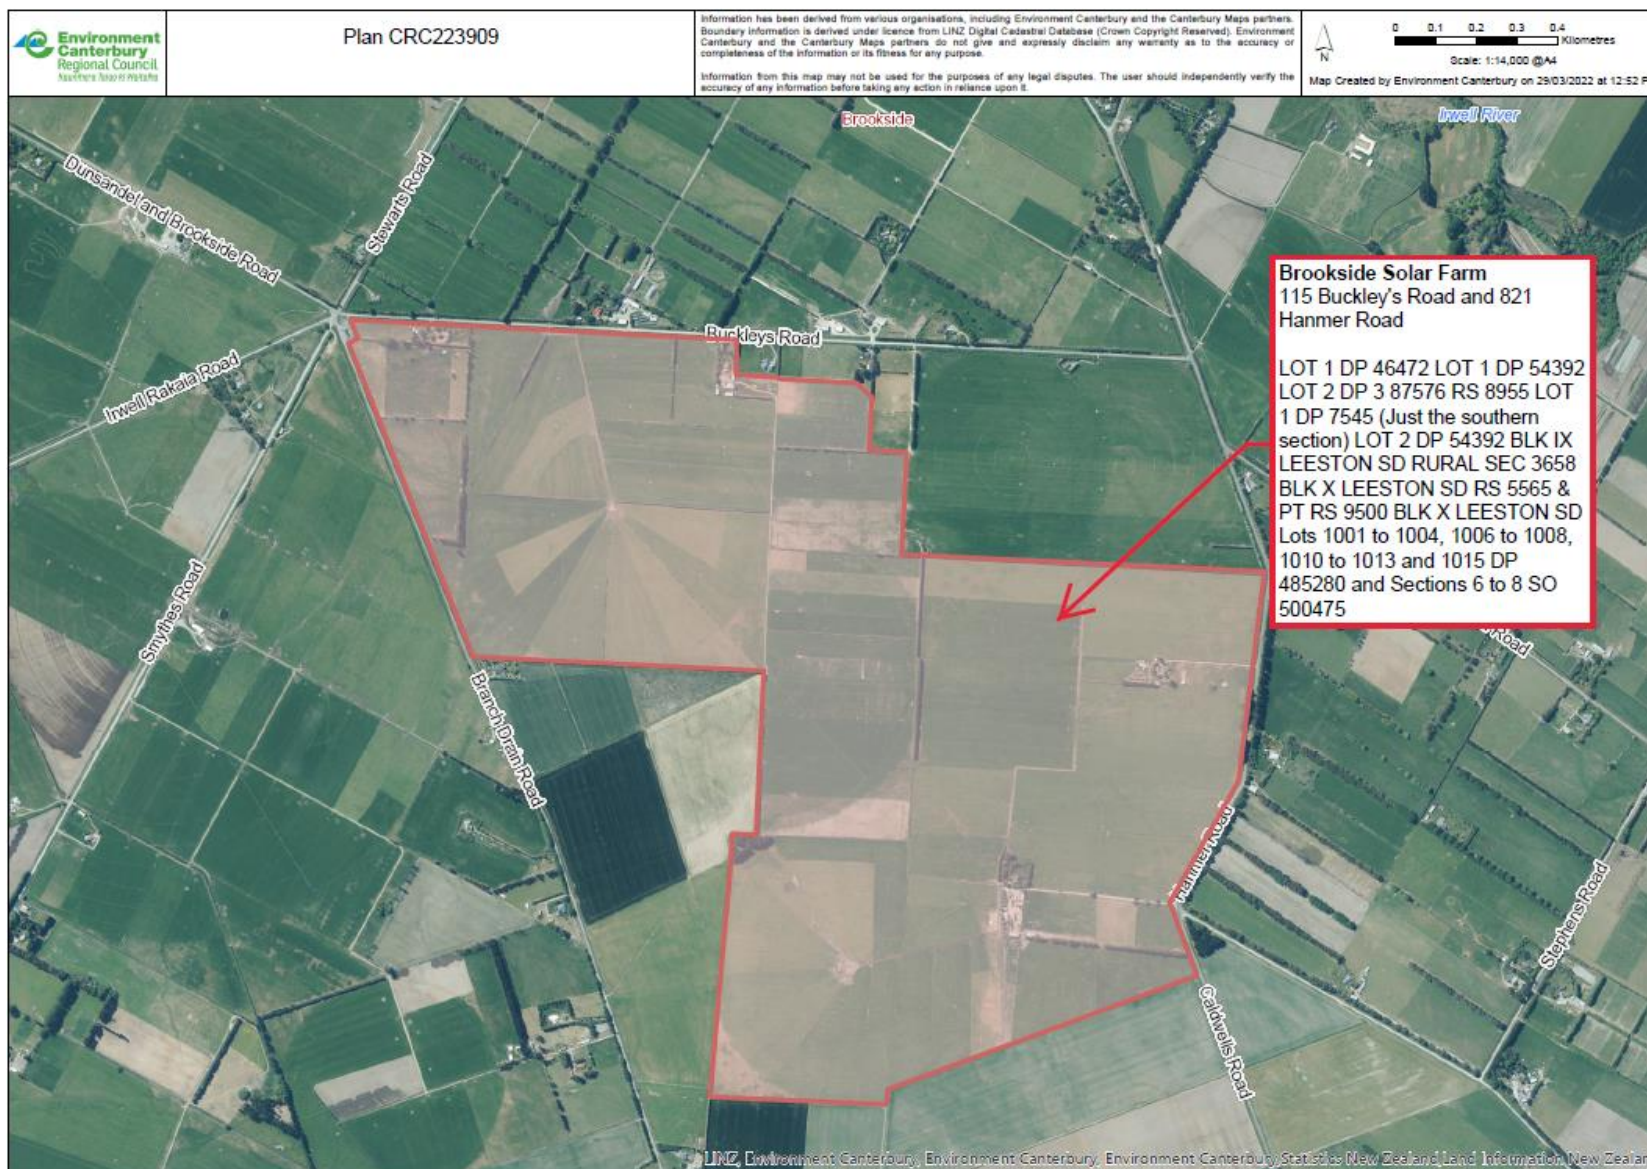 Environment
Canterbury
Regional Council
Kaunihera Taiao ki Waitaha
Plan CRC223909
Information has been derived from various organisations, including Environment Canterbury and the Canterbury Maps partners.
Boundary information is derived under licence from LINZ Digital Cadastral Database (Crown Copyright Reserved). Environment
Canterbury and the Canterbury Maps partners do not give and expressly disclaim any warranty as to the accuracy or
completeness of the information or its fitness for any purpose.
Information from this map may not be used for the purposes of any legal disputes. The user should independently verify the
accuracy of any information before taking any action in reliance upon it.
N
0 0.1 0.2 0.3 0.4
Kilometres
Scale: 1:14,000 @A4
Map Created by Environment Canterbury on 29/03/2022 at 12:52 P
Brookside
Irwell River
Dunsandel and Brookside Road
Stewarts Road
Buckleys Road
Irwell Rakaia Road
Brookside Solar Farm
115 Buckley's Road and 821
Hanmer Road
LOT 1 DP 46472 LOT 1 DP 54392
LOT 2 DP 3 87576 RS 8955 LOT
1 DP 7545 (Just the southern
section) LOT 2 DP 54392 BLK IX
LEESTON SD RURAL SEC 3658
BLK X LEESTON SD RS 5565 &
PT RS 9500 BLK X LEESTON SD
Lots 1001 to 1004, 1006 to 1008,
1010 to 1013 and 1015 DP
485280 and Sections 6 to 8 SO
500475
Road
Smythes Road
Branch Drain Road
Hanmer Road
Stephens Road
Caldwells Road
LINZ, Environment Canterbury, Environment Canterbury, Environment Canterbury, Statistics New Zealand, Land Information New Zealan